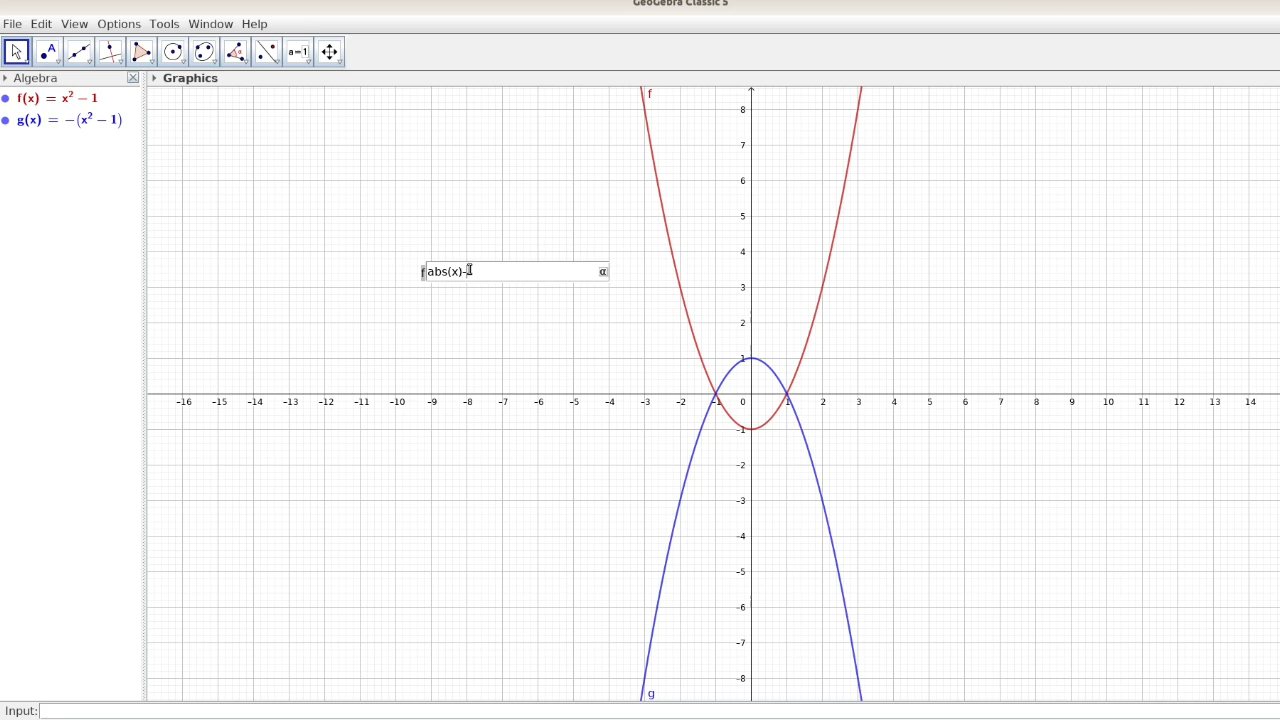 GeoGebra Classic 5
File Edit View Options Tools Window Help
A
α
a=1
Algebra
Graphics
f(x) = x² − 1
g(x) = −(x² − 1)
f
8
7
6
5
4
f abs(x)- α
3
2
1
-16 -15 -14 -13 -12 -11 -10 -9 -8 -7 -6 -5 -4 -3 -2 -1 0 1 2 3 4 5 6 7 8 9 10 11 12 13 14
-1
-2
-3
-4
-5
-6
-7
-8
g
Input: